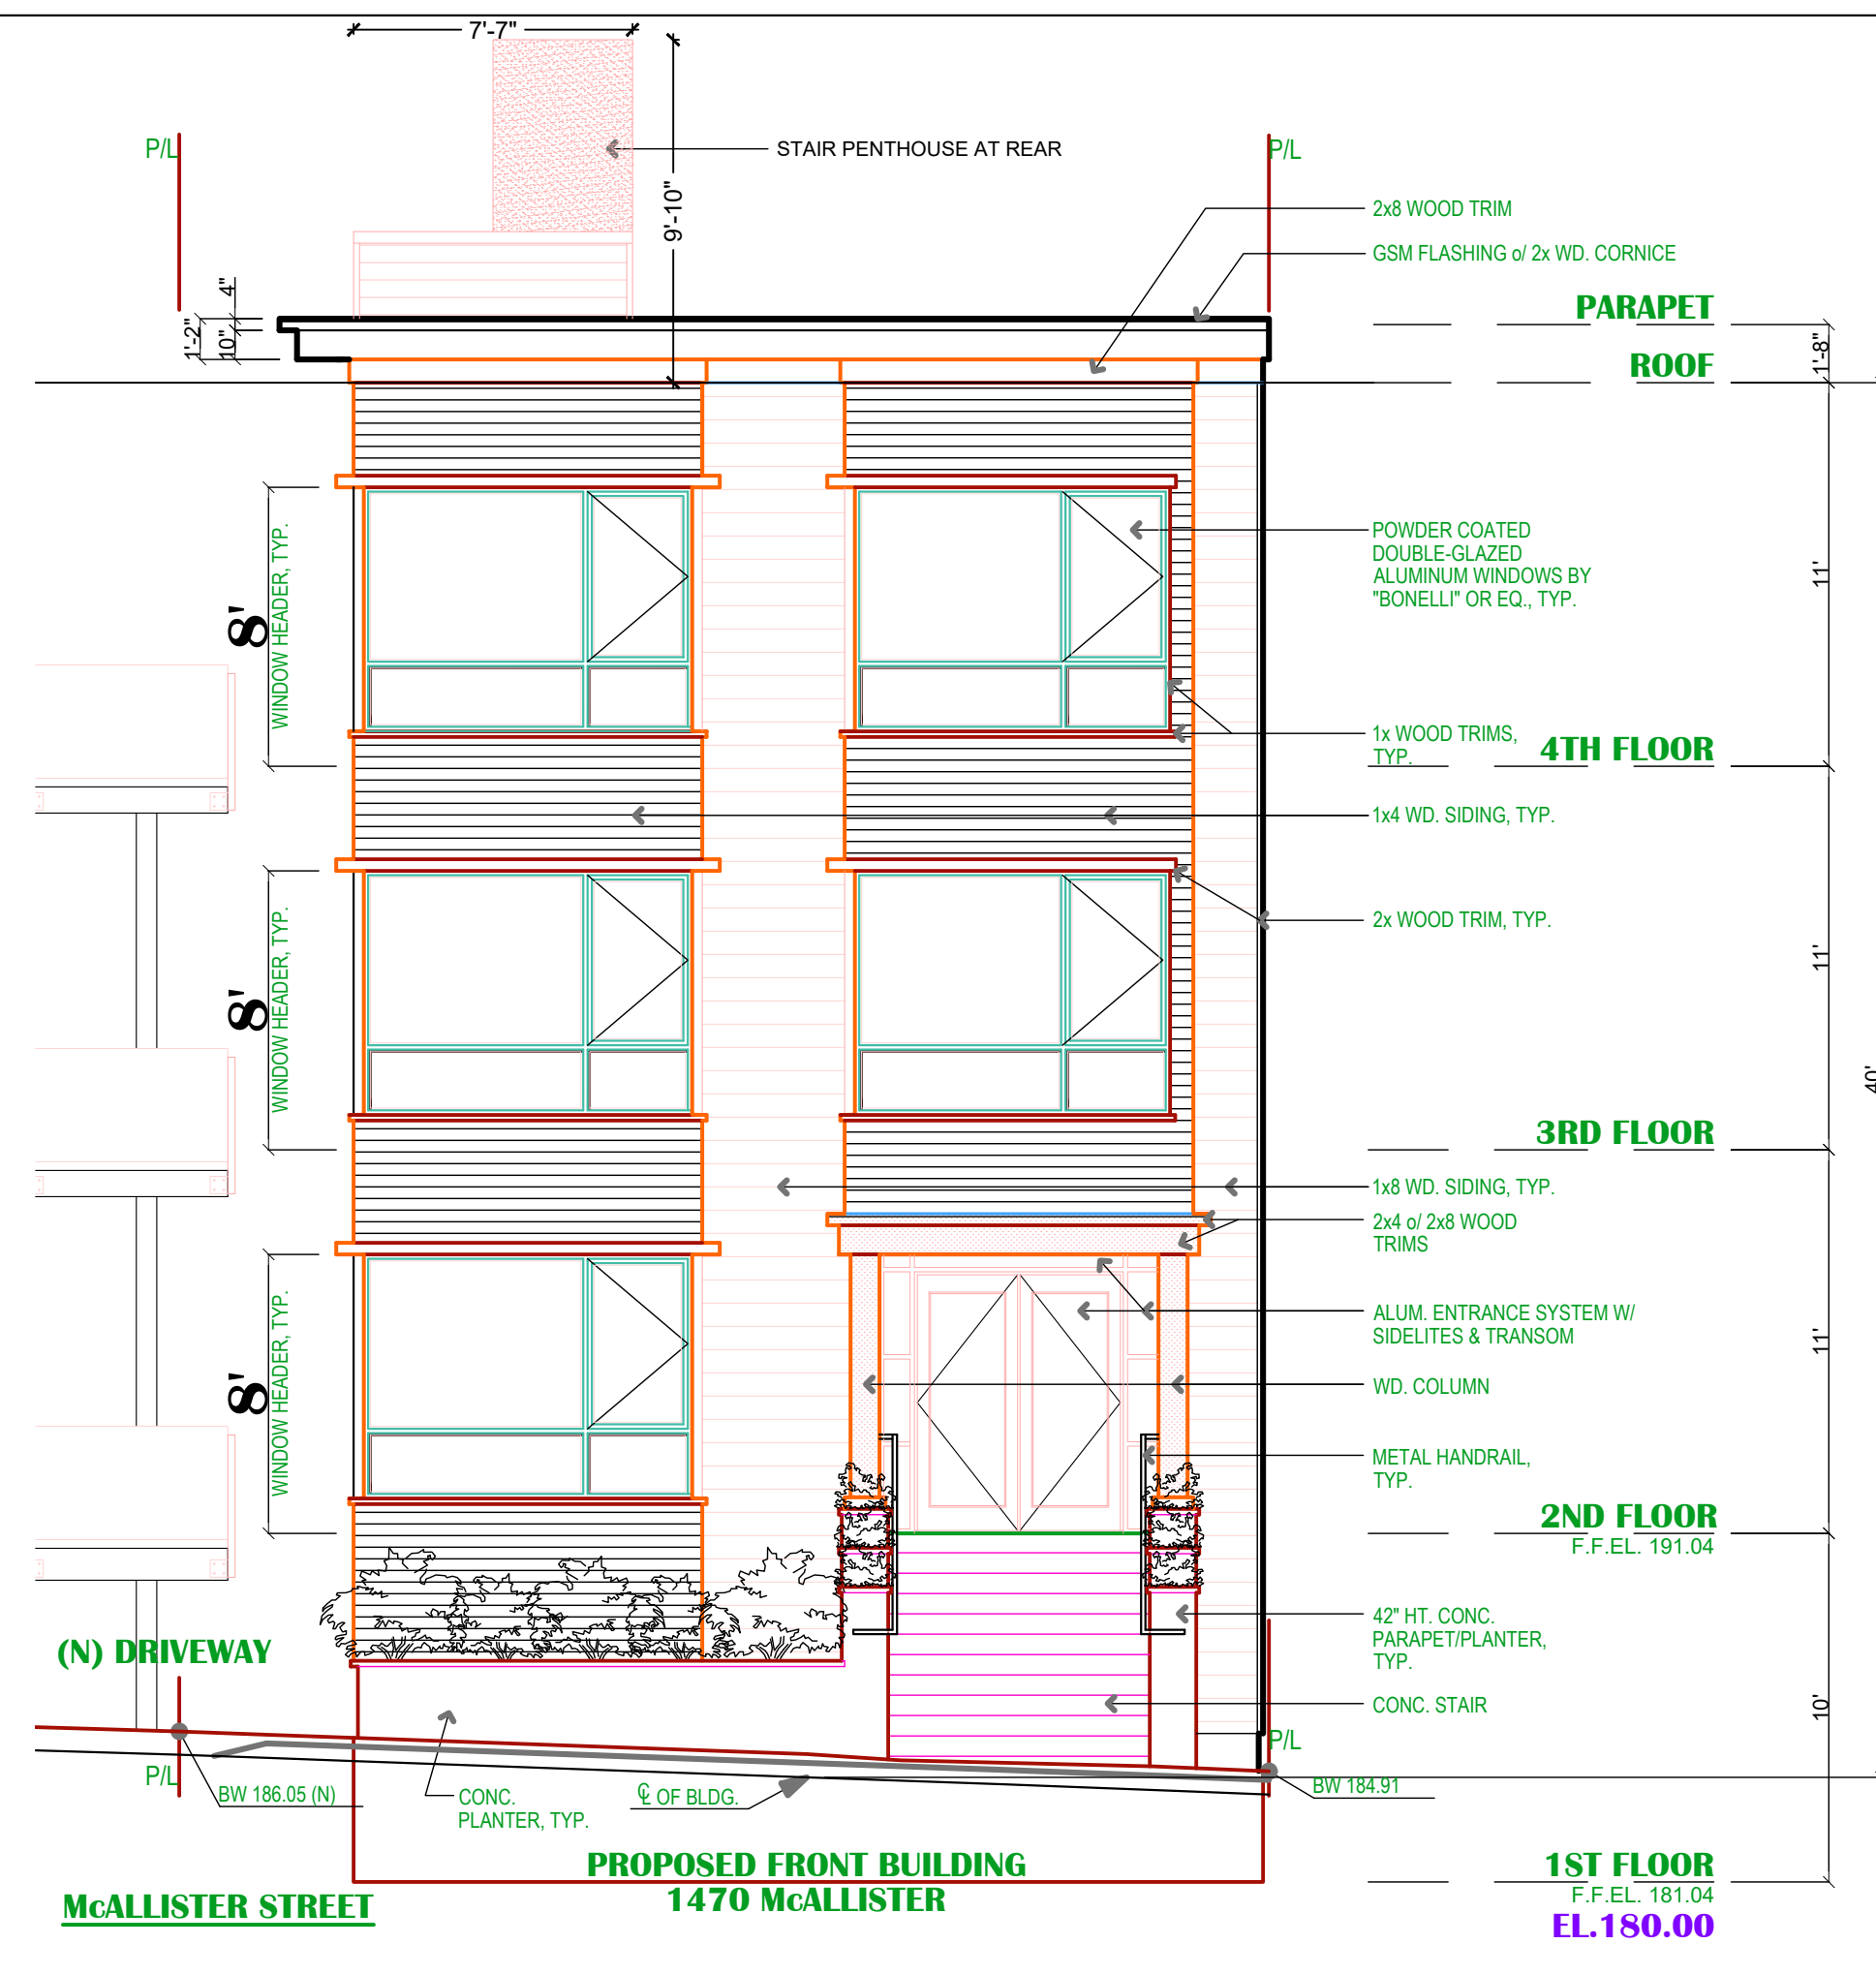 7'-7"
STAIR PENTHOUSE AT REAR
9'-10"
P/L
P/L
2x8 WOOD TRIM
GSM FLASHING o/ 2x WD. CORNICE
PARAPET
4"
1'-2"
10"
1'-8"
ROOF
8'
WINDOW HEADER, TYP.
POWDER COATED
DOUBLE-GLAZED
ALUMINUM WINDOWS BY
"BONELLI" OR EQ., TYP.
11'
1x WOOD TRIMS,
TYP.
4TH FLOOR
1x4 WD. SIDING, TYP.
8'
WINDOW HEADER, TYP.
2x WOOD TRIM, TYP.
11'
40'
3RD FLOOR
1x8 WD. SIDING, TYP.
2x4 o/ 2x8 WOOD
TRIMS
8'
WINDOW HEADER, TYP.
ALUM. ENTRANCE SYSTEM W/
SIDELITES & TRANSOM
11'
WD. COLUMN
METAL HANDRAIL,
TYP.
2ND FLOOR
F.F.EL. 191.04
42" HT. CONC.
PARAPET/PLANTER,
TYP.
(N) DRIVEWAY
CONC. STAIR
10'
P/L
P/L
BW 186.05 (N)
CONC.
PLANTER, TYP.
℄ OF BLDG.
BW 184.91
PROPOSED FRONT BUILDING
1470 McALLISTER
1ST FLOOR
F.F.EL. 181.04
EL.180.00
McALLISTER STREET